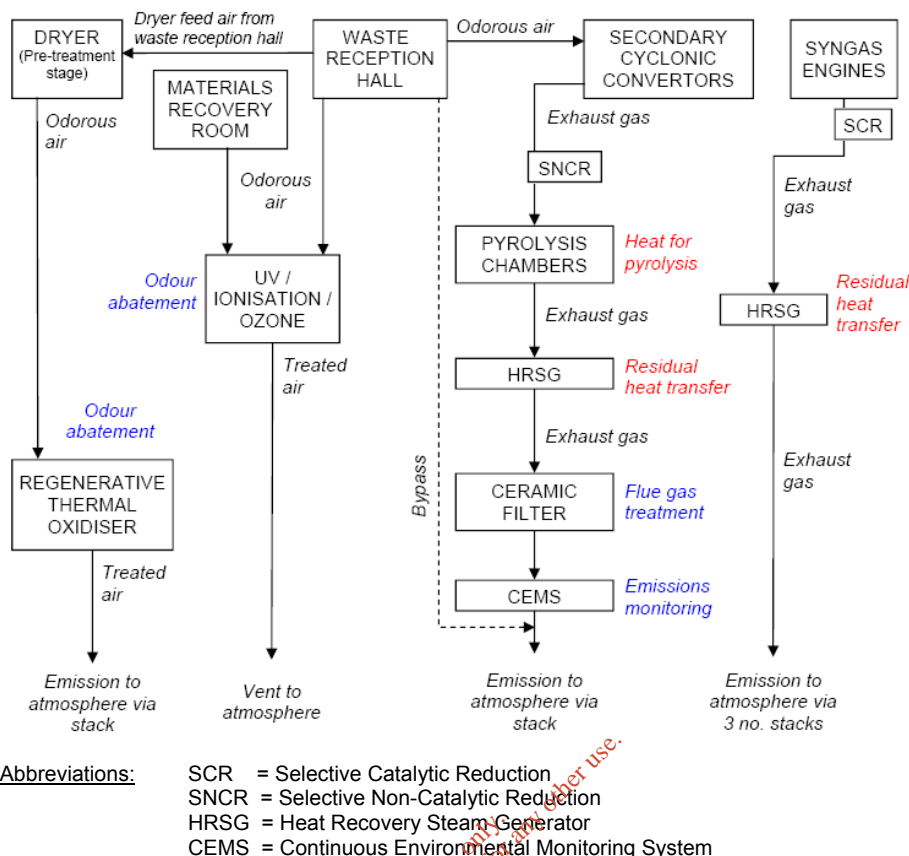 DRYER
(Pre-treatment
stage)
Dryer feed air from
waste reception hall
WASTE
RECEPTION
HALL
Odorous air
SECONDARY
CYCLONIC
CONVERTORS
SYNGAS
ENGINES
MATERIALS
RECOVERY
ROOM
SCR
Odorous
air
Exhaust gas
SNCR
Odorous
air
Exhaust
gas
PYROLYSIS
CHAMBERS
Heat for
pyrolysis
Odour
abatement
UV /
IONISATION /
OZONE
Exhaust gas
HRSG
Residual
heat
transfer
Treated
air
HRSG
Residual
heat transfer
Odour
abatement
Exhaust gas
Bypass
REGENERATIVE
THERMAL
OXIDISER
CERAMIC
FILTER
Flue gas
treatment
Exhaust
gas
Treated
air
CEMS
Emissions
monitoring
Emission to
atmosphere via
stack
Vent to
atmosphere
Emission to
atmosphere via
stack
Emission to
atmosphere via
3 no. stacks
Abbreviations:
SCR = Selective Catalytic Reduction
SNCR = Selective Non-Catalytic Reduction
HRSG = Heat Recovery Steam Generator
CEMS = Continuous Environmental Monitoring System
only.
any other use.